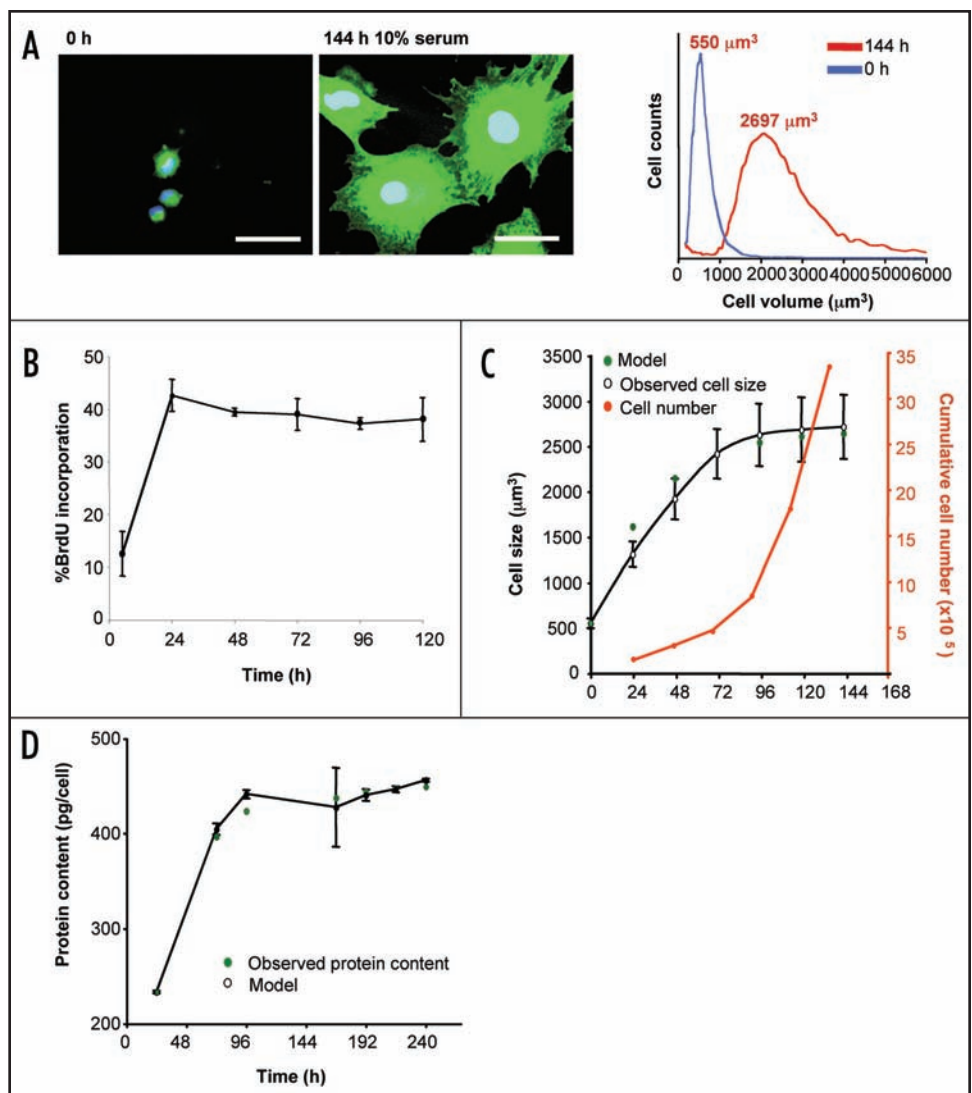 A
0 h
144 h 10% serum
550 μm³
2697 μm³
144 h
0 h
Cell counts
0 1000 2000 3000 4000 5000 6000
Cell volume (μm³)
B
50
40
30
20
10
0
%BrdU incorporation
0 24 48 72 96 120
Time (h)
C
3500
3000
2500
2000
1500
1000
500
0
Cell size (μm³)
Model
Observed cell size
Cell number
35
30
25
20
15
10
5
Cumulative cell number (x10 ⁵)
0 24 48 72 96 120 144 168
D
500
400
300
200
Protein content (pg/cell)
Observed protein content
Model
0 48 96 144 192 240
Time (h)